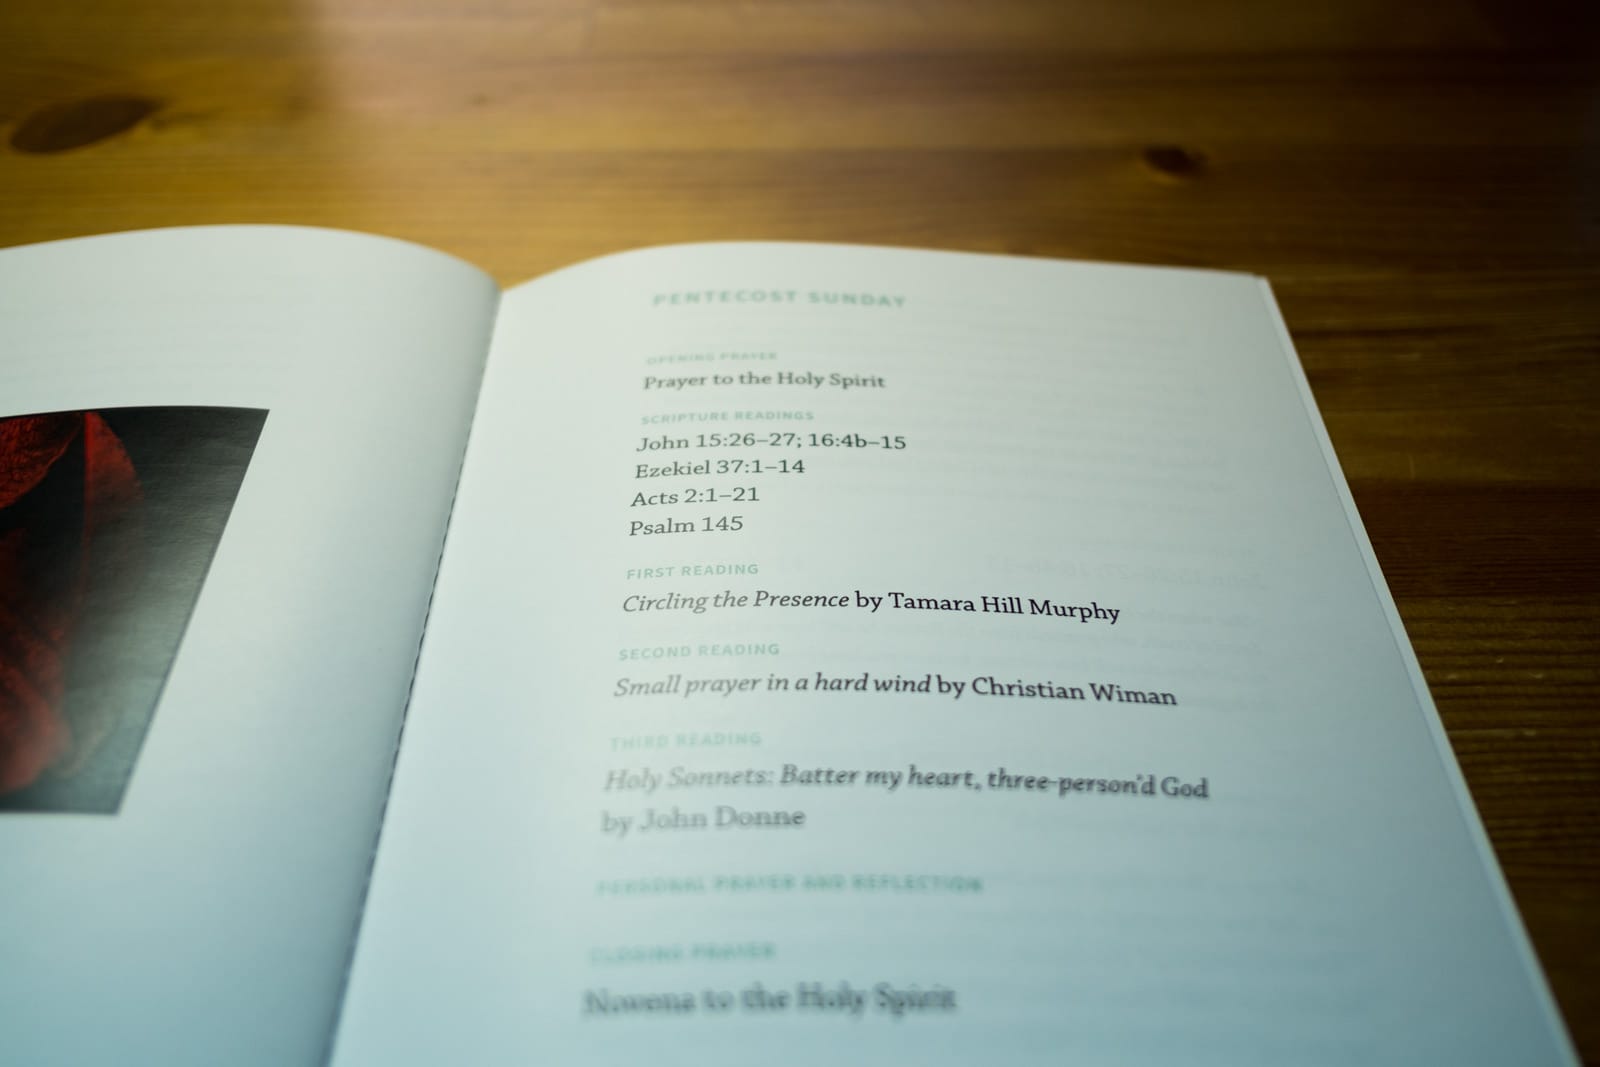 PENTECOST SUNDAY
OPENING PRAYER
Prayer to the Holy Spirit
SCRIPTURE READINGS
John 15:26–27; 16:4b–15
Ezekiel 37:1–14
Acts 2:1–21
Psalm 145
FIRST READING
Circling the Presence by Tamara Hill Murphy
SECOND READING
Small prayer in a hard wind by Christian Wiman
THIRD READING
Holy Sonnets: Batter my heart, three-person'd God
by John Donne
PERSONAL PRAYER AND REFLECTION
CLOSING PRAYER
Novena to the Holy Spirit